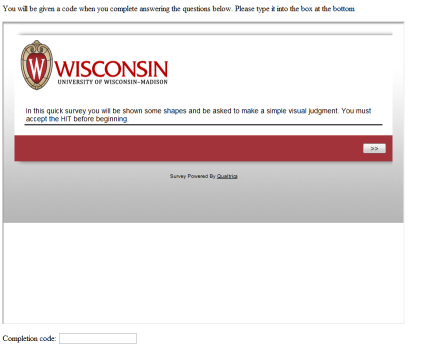 You will be given a code when you complete answering the questions below. Please type it into the box at the bottom
W
WISCONSIN
UNIVERSITY OF WISCONSIN–MADISON
In this quick survey you will be shown some shapes and be asked to make a simple visual judgment. You must
accept the HIT before beginning.
>>
Survey Powered By Qualtrics
Completion code: